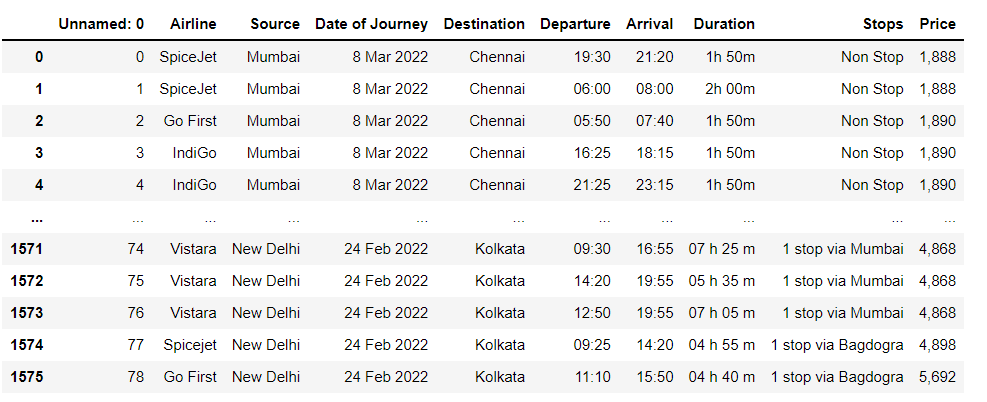 Unnamed: 0 Airline Source Date of Journey Destination Departure Arrival Duration Stops Price
0 0 SpiceJet Mumbai 8 Mar 2022 Chennai 19:30 21:20 1h 50m Non Stop 1,888
1 1 SpiceJet Mumbai 8 Mar 2022 Chennai 06:00 08:00 2h 00m Non Stop 1,888
2 2 Go First Mumbai 8 Mar 2022 Chennai 05:50 07:40 1h 50m Non Stop 1,890
3 3 IndiGo Mumbai 8 Mar 2022 Chennai 16:25 18:15 1h 50m Non Stop 1,890
4 4 IndiGo Mumbai 8 Mar 2022 Chennai 21:25 23:15 1h 50m Non Stop 1,890
... ... ... ... ... ... ... ... ... ... ...
1571 74 Vistara New Delhi 24 Feb 2022 Kolkata 09:30 16:55 07 h 25 m 1 stop via Mumbai 4,868
1572 75 Vistara New Delhi 24 Feb 2022 Kolkata 14:20 19:55 05 h 35 m 1 stop via Mumbai 4,868
1573 76 Vistara New Delhi 24 Feb 2022 Kolkata 12:50 19:55 07 h 05 m 1 stop via Mumbai 4,868
1574 77 Spicejet New Delhi 24 Feb 2022 Kolkata 09:25 14:20 04 h 55 m 1 stop via Bagdogra 4,898
1575 78 Go First New Delhi 24 Feb 2022 Kolkata 11:10 15:50 04 h 40 m 1 stop via Bagdogra 5,692